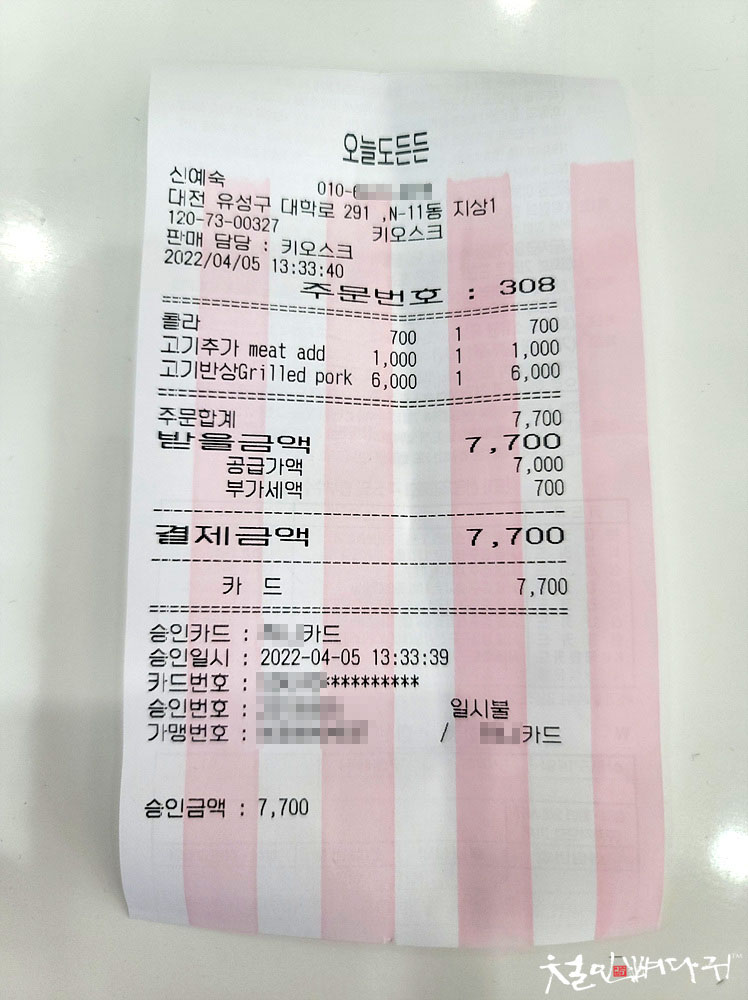 오늘도든든
신예숙 010-6
대전 유성구 대학로 291 ,N-11동 지상1
120-73-00327 키오스크
판매 담당 : 키오스크
2022/04/05 13:33:40
주문번호 : 308
콜라 700 1 700
고기추가 meat add 1,000 1 1,000
고기반상Grilled pork 6,000 1 6,000
주문합계 7,700
받을금액 7,700
공급가액 7,000
부가세액 700
결제금액 7,700
카 드 7,700
승인카드 : 카드
승인일시 : 2022-04-05 13:33:39
카드번호 : **********
승인번호 : 일시불
가맹번호 : / 카드
승인금액 : 7,700
철인뼈다귀™